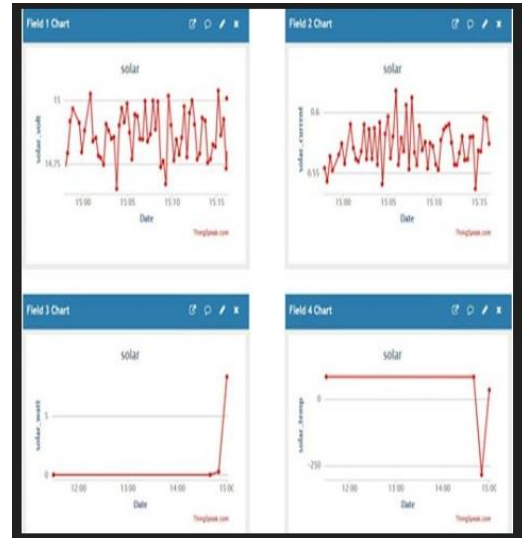 Field 1 Chart
solar
solar_volt
15
14.75
15:00 15:05 15:10 15:15
Date
ThingSpeak.com
Field 2 Chart
solar
solar_current
0.6
0.55
15:00 15:05 15:10 15:15
Date
ThingSpeak.com
Field 3 Chart
solar
solar_watt
5
0
12:00 13:00 14:00 15:0
Date
ThingSpeak.com
Field 4 Chart
solar
solar_temp
0
-250
12:00 13:00 14:00 15:0
Date
ThingSpeak.com